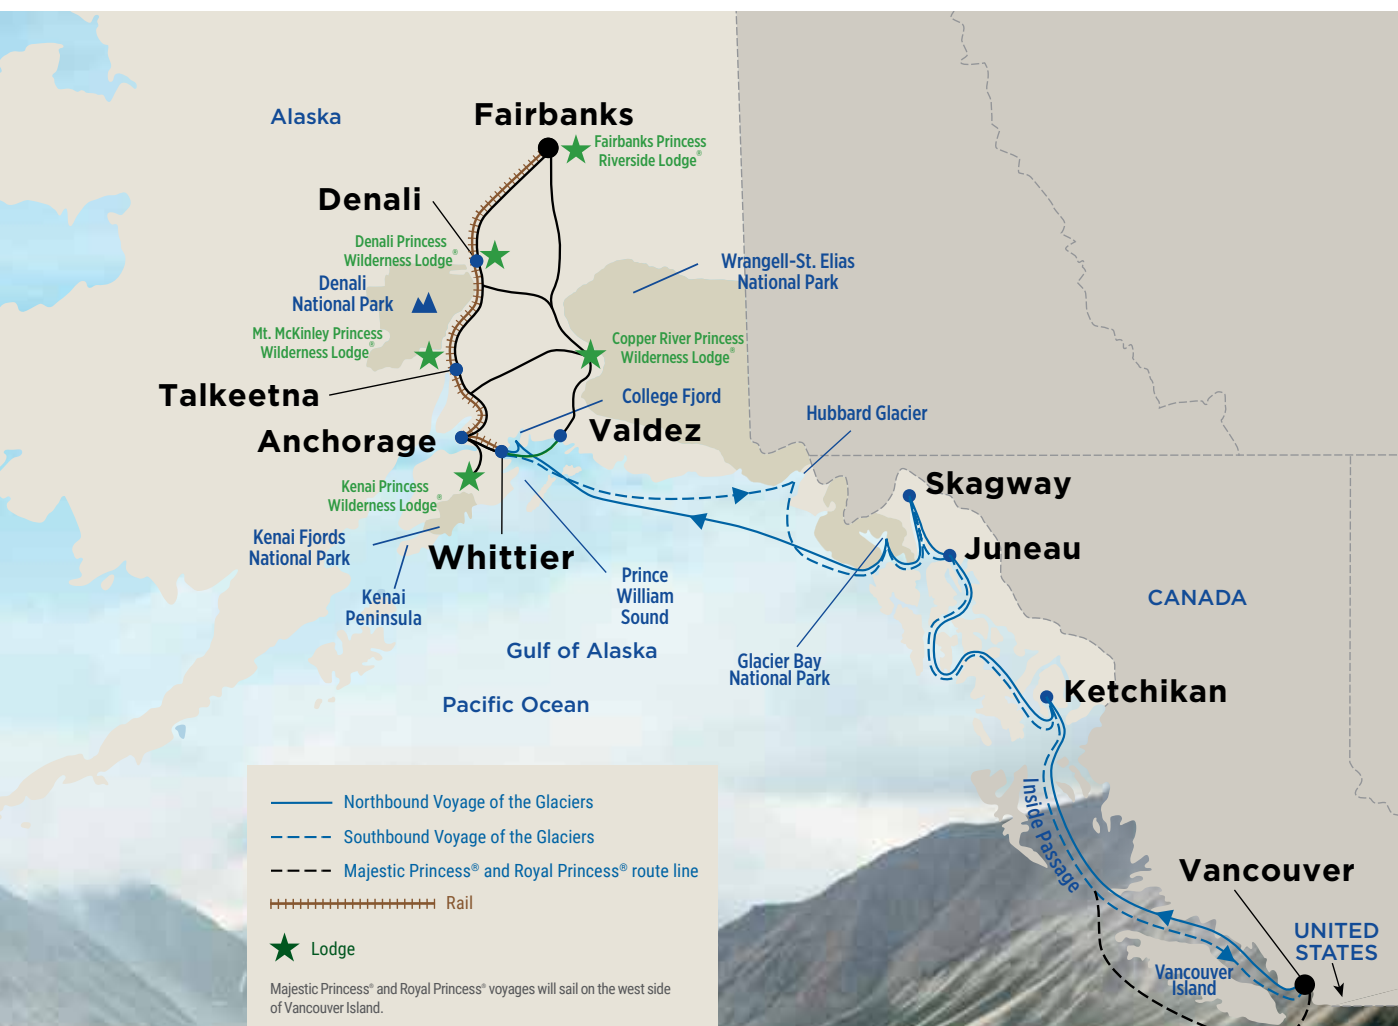 Alaska
Fairbanks
Fairbanks Princess
Riverside Lodge®
Denali
Denali Princess
Wilderness Lodge®
Denali
National Park
Wrangell-St. Elias
National Park
Mt. McKinley Princess
Wilderness Lodge®
Copper River Princess
Wilderness Lodge®
Talkeetna
College Fjord
Hubbard Glacier
Anchorage
Valdez
Skagway
Kenai Princess
Wilderness Lodge®
Kenai Fjords
National Park
Whittier
Juneau
Prince
William
Sound
Kenai
Peninsula
CANADA
Gulf of Alaska
Glacier Bay
National Park
Pacific Ocean
Ketchikan
Inside Passage
Northbound Voyage of the Glaciers
Southbound Voyage of the Glaciers
Majestic Princess® and Royal Princess® route line
Rail
Lodge
Majestic Princess® and Royal Princess® voyages will sail on the west side
of Vancouver Island.
Vancouver
UNITED
STATES
Vancouver
Island